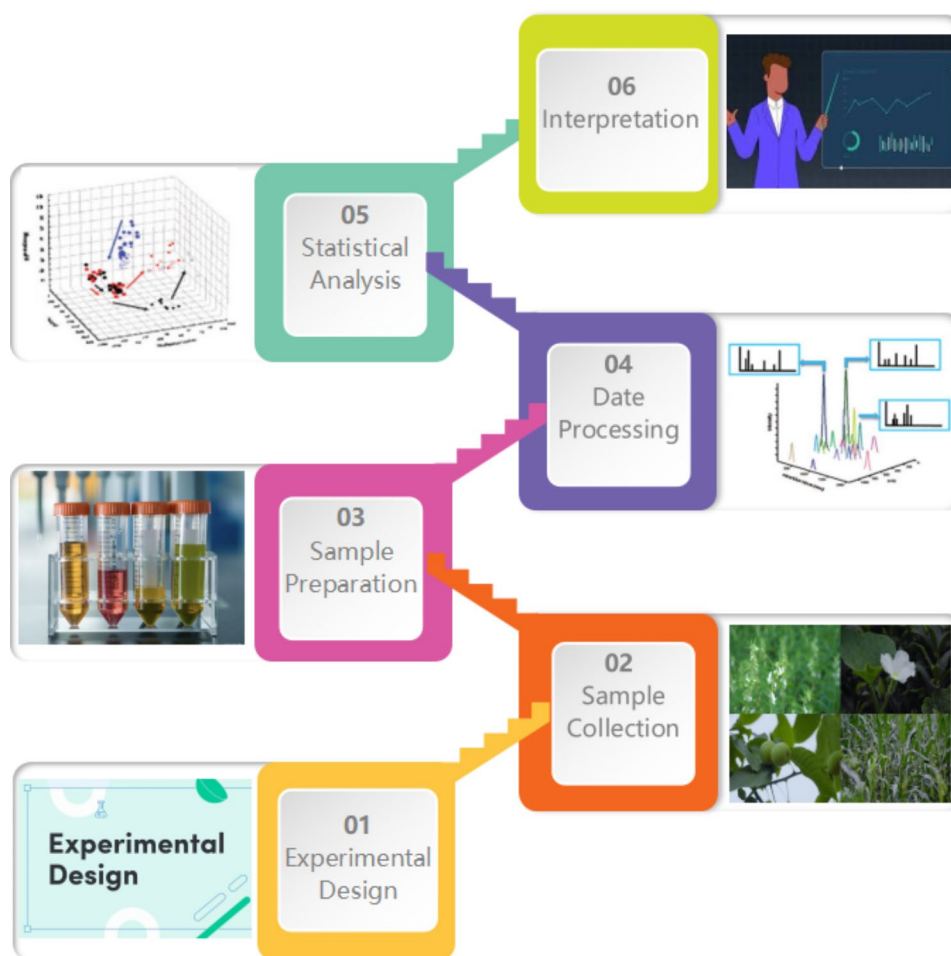 06
Interpretation
05
Statistical
Analysis
04
Date
Processing
Intensity
03
Sample
Preparation
02
Sample
Collection
Experimental
Design
01
Experimental
Design